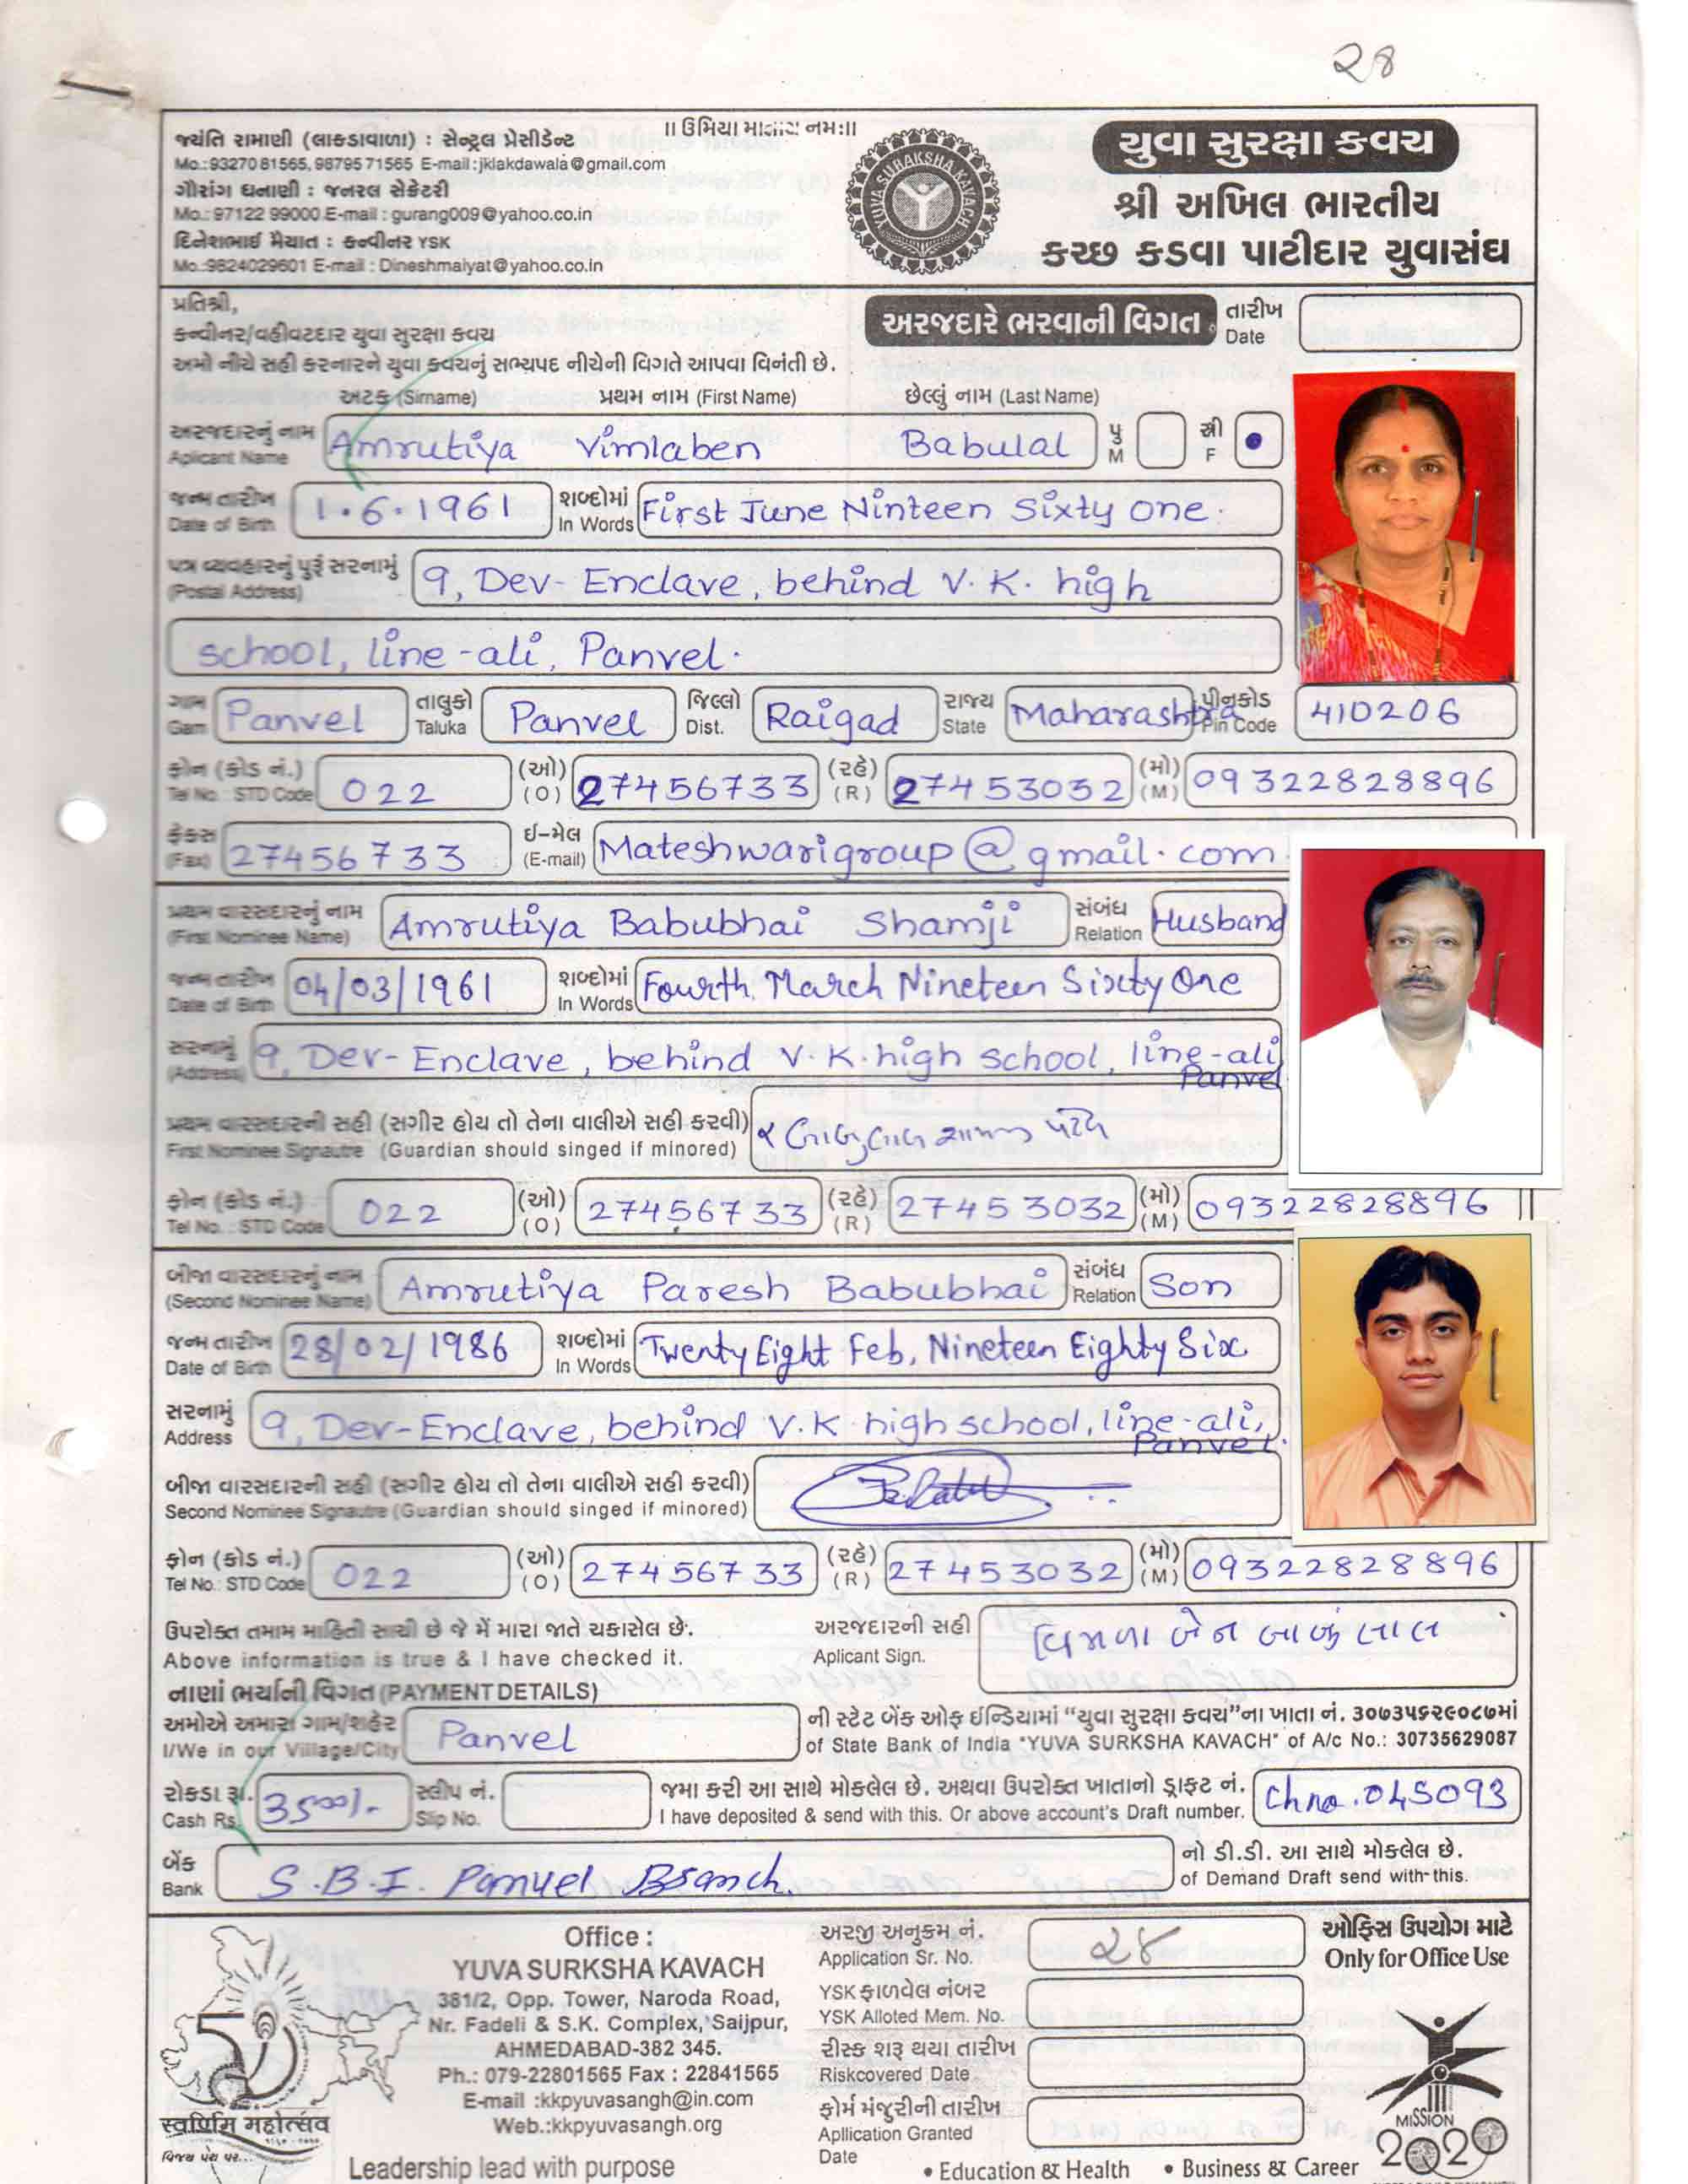 ૨૪
॥ ઉમિયા માતાય નમઃ॥
જયંતિ રામાણી (લાકડાવાળા) : સેન્ટ્રલ પ્રેસીડેન્ટ
Mo.:93270 81565, 98795 71565 E-mail :jklakdawala@gmail.com
ગૌરાંગ ધનાણી : જનરલ સેક્રેટરી
Mo.: 97122 99000 E-mail : gurang009@yahoo.co.in
દિનેશભાઈ મૈયાત : કન્વીનર YSK
Mo.:9824029601 E-mail : Dineshmaiyat@yahoo.co.in
YUVA SURAKSHA KAVACH
યુવા સુરક્ષા કવચ
શ્રી અખિલ ભારતીય
કચ્છ કડવા પાટીદાર યુવાસંઘ
પ્રતિશ્રી,
કન્વીનર/વહીવટદાર યુવા સુરક્ષા કવચ
અમો નીચે સહી કરનારને યુવા કવચનું સભ્યપદ નીચેની વિગતે આપવા વિનંતી છે.
અરજદારે ભરવાની વિગત
તારીખ
Date
અટક (Sirname) પ્રથમ નામ (First Name) છેલ્લું નામ (Last Name)
અરજદારનું નામ
Aplicant Name Amrutiya Vimlaben Babulal પુ M સ્ત્રી F
જન્મ તારીખ
Date of Birth 1.6.1961 શબ્દોમાં In Words First June Ninteen Sixty one.
પત્ર વ્યવહારનું પુરૂં સરનામું
(Postal Address) 9, Dev- Enclave, behind V. K. high
school, line -ali, Panvel.
ગામ Gam Panvel તાલુકો Taluka Panvel જિલ્લો Dist. Raigad રાજ્ય State Maharashtra પીનકોડ Pin Code 410206
ફોન (કોડ નં.)
Tel No. : STD Code 022 (ઓ) (O) 27456733 (રહે) (R) 27453032 (મો) (M) 09322828896
ફેક્સ
(Fax) 27456733 ઈ-મેલ (E-mail) Mateshwarigroup@gmail.com
પ્રથમ વારસદારનું નામ
(First Nominee Name) Amrutiya Babubhai Shamji સંબંધ Relation Husband
જન્મ તારીખ
Date of Birth 04/03/1961 શબ્દોમાં In Words Fourth March Nineteen Sixty One
સરનામું
(Address) 9, Dev- Enclave, behind V.K.high school, line-ali,
Panvel
પ્રથમ વારસદારની સહી (સગીર હોય તો તેના વાલીએ સહી કરવી)
First Nominee Signautre (Guardian should singed if minored)
ફોન (કોડ નં.)
Tel No. : STD Code 022 (ઓ) (O) 27456733 (રહે) (R) 27453032 (મો) (M) 09322828896
બીજા વારસદારનું નામ
(Second Nominee Name) Amrutiya Paresh Babubhai સંબંધ Relation Son
જન્મ તારીખ
Date of Birth 28/02/1986 શબ્દોમાં In Words Twenty Eight Feb, Nineteen Eighty Six
સરનામું
Address 9, Dev-Enclave, behind V.K high school, line-ali,
Panvel.
બીજા વારસદારની સહી (સગીર હોય તો તેના વાલીએ સહી કરવી)
Second Nominee Signautre (Guardian should singed if minored)
ફોન (કોડ નં.)
Tel No.: STD Code 022 (ઓ) (O) 27456733 (રહે) (R) 27453032 (મો) (M) 09322828896
ઉપરોક્ત તમામ માહિતી સાચી છે જે મેં મારા જાતે ચકાસેલ છે.
Above information is true & I have checked it.
અરજદારની સહી
Aplicant Sign. વિમળા બેન બાબુ લાલ
નાણાં ભર્યાની વિગત (PAYMENT DETAILS)
અમોએ અમારા ગામ/શહેર
I/We in our Village/City Panvel
ની સ્ટેટ બેંક ઓફ ઈન્ડિયામાં “યુવા સુરક્ષા કવચ”ના ખાતા નં. ૩૦૭૩૫૬૨૯૦૮૭માં
of State Bank of India "YUVA SURKSHA KAVACH" of A/c No.: 30735629087
રોકડા રૂા.
Cash Rs. 3500/- સ્લીપ નં. Slip No.
જમા કરી આ સાથે મોકલેલ છે. અથવા ઉપરોક્ત ખાતાનો ડ્રાફ્ટ નં.
I have deposited & send with this. Or above account's Draft number. Ch no. 045093
બેંક
Bank S.B.I. Panvel Branch.
નો ડી.ડી. આ સાથે મોકલેલ છે.
of Demand Draft send with-this.
50
स्वर्णिम महोत्सव
વિજય પંથ પર...
Office :
YUVA SURKSHA KAVACH
381/2, Opp. Tower, Naroda Road,
Nr. Fadeli & S.K. Complex, Saijpur,
AHMEDABAD-382 345.
Ph.: 079-22801565 Fax : 22841565
E-mail :kkpyuvasangh@in.com
Web.:kkpyuvasangh.org
અરજી અનુક્રમ નં.
Application Sr. No. ૨૪
YSK ફાળવેલ નંબર
YSK Alloted Mem. No.
રીસ્ક શરૂ થયા તારીખ
Riskcovered Date
ફોર્મ મંજુરીની તારીખ
Apllication Granted
Date
ઓફિસ ઉપયોગ માટે
Only for Office Use
MISSION
2020
Leadership lead with purpose • Education & Health • Business & Career